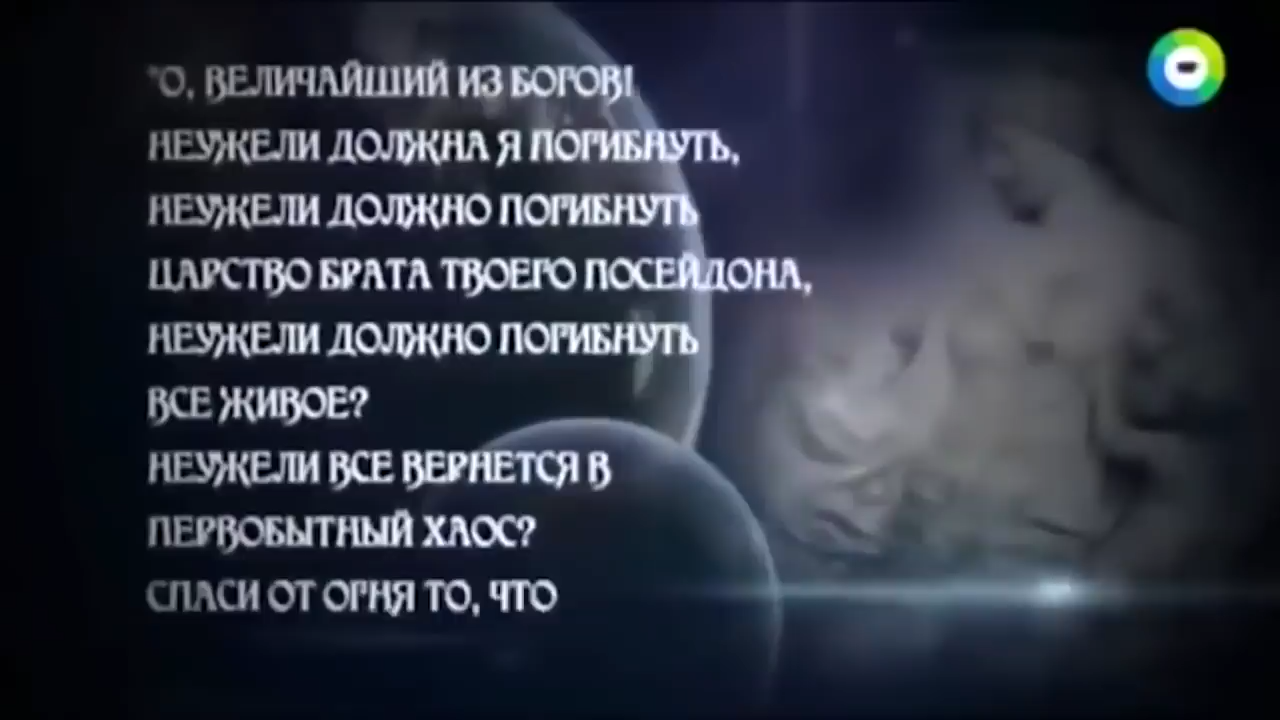 "О, ВЕЛИЧАЙШИЙ ИЗ БОГОВ!
НЕУЖЕЛИ ДОЛЖНА Я ПОГИБНУТЬ,
НЕУЖЕЛИ ДОЛЖНО ПОГИБНУТЬ
ЦАРСТВО БРАТА ТВОЕГО ПОСЕЙДОНА,
НЕУЖЕЛИ ДОЛЖНО ПОГИБНУТЬ
ВСЕ ЖИВОЕ?
НЕУЖЕЛИ ВСЕ ВЕРНЕТСЯ В
ПЕРВОБЫТНЫЙ ХАОС?
СПАСИ ОТ ОГНЯ ТО, ЧТО